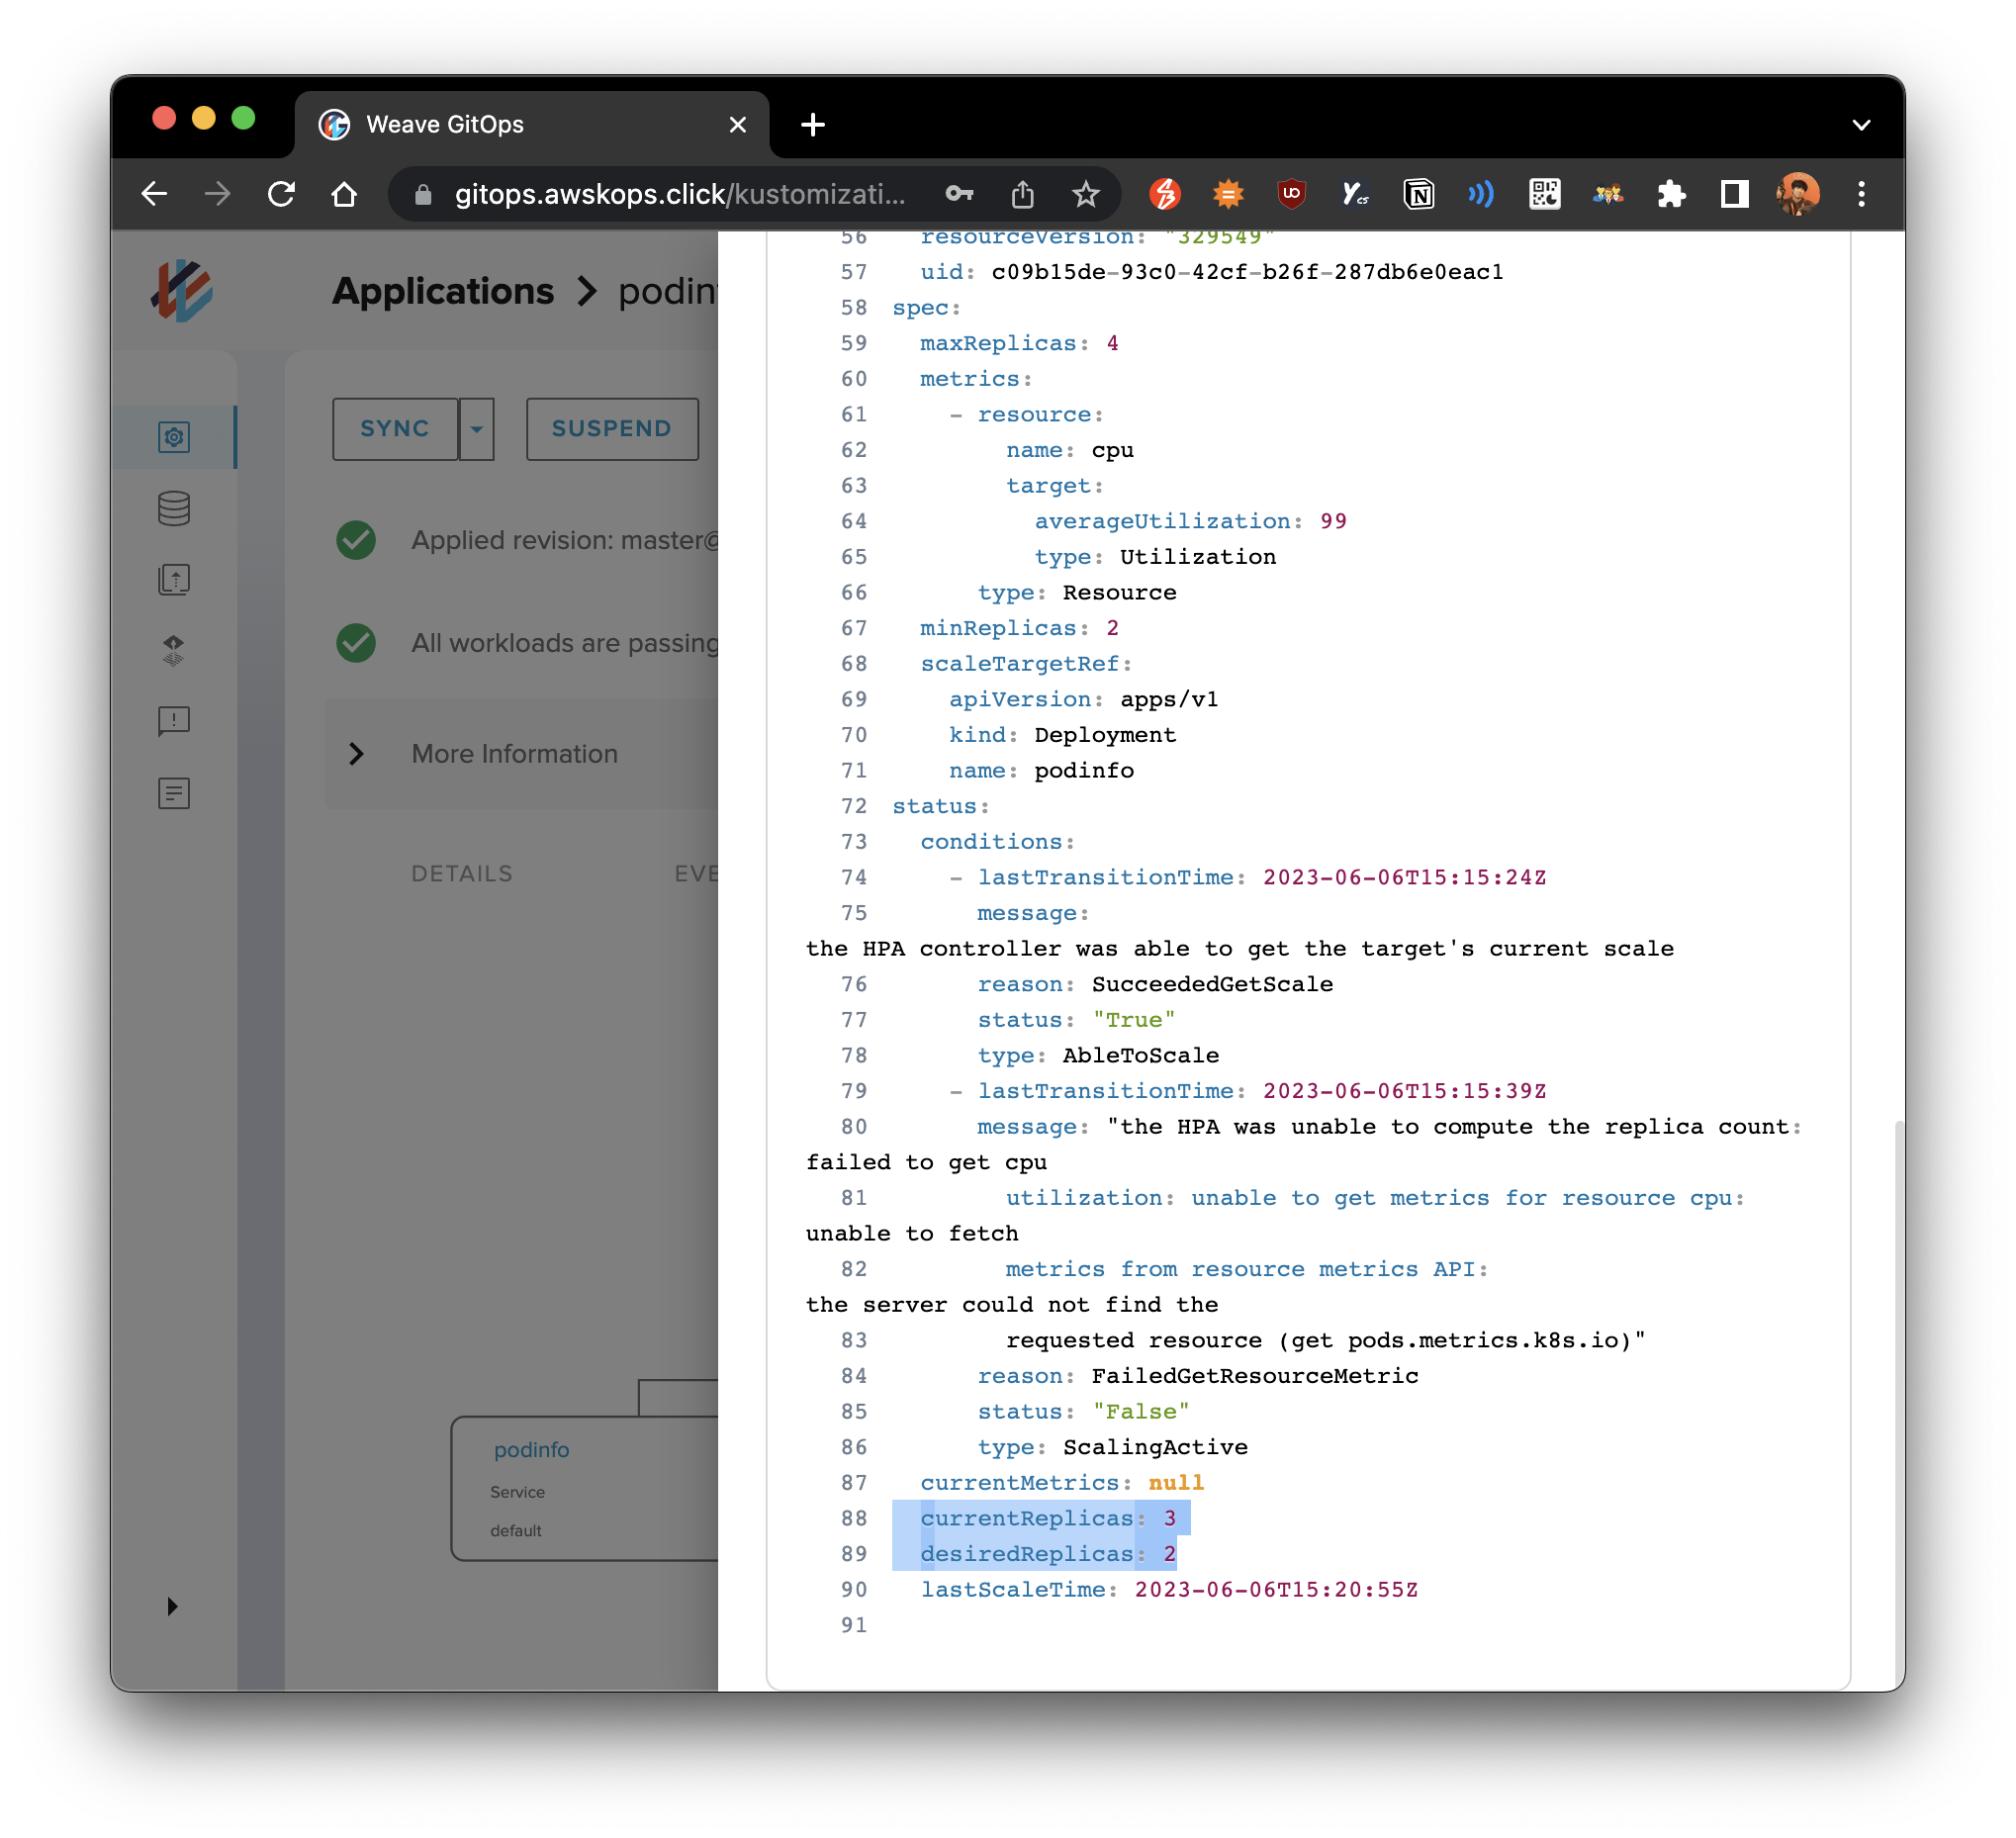 Weave GitOps
gitops.awskops.click/kustomizati...
Applications > podin
SYNC
SUSPEND
Applied revision: master@
All workloads are passing
More Information
DETAILS
EVE
podinfo
Service
default
56 resourceVersion: "329549"
57 uid: c09b15de-93c0-42cf-b26f-287db6e0eac1
58 spec:
59 maxReplicas: 4
60 metrics:
61 - resource:
62 name: cpu
63 target:
64 averageUtilization: 99
65 type: Utilization
66 type: Resource
67 minReplicas: 2
68 scaleTargetRef:
69 apiVersion: apps/v1
70 kind: Deployment
71 name: podinfo
72 status:
73 conditions:
74 - lastTransitionTime: 2023-06-06T15:15:24Z
75 message:
the HPA controller was able to get the target's current scale
76 reason: SucceededGetScale
77 status: "True"
78 type: AbleToScale
79 - lastTransitionTime: 2023-06-06T15:15:39Z
80 message: "the HPA was unable to compute the replica count:
failed to get cpu
81 utilization: unable to get metrics for resource cpu:
unable to fetch
82 metrics from resource metrics API:
the server could not find the
83 requested resource (get pods.metrics.k8s.io)"
84 reason: FailedGetResourceMetric
85 status: "False"
86 type: ScalingActive
87 currentMetrics: null
88 currentReplicas: 3
89 desiredReplicas: 2
90 lastScaleTime: 2023-06-06T15:20:55Z
91